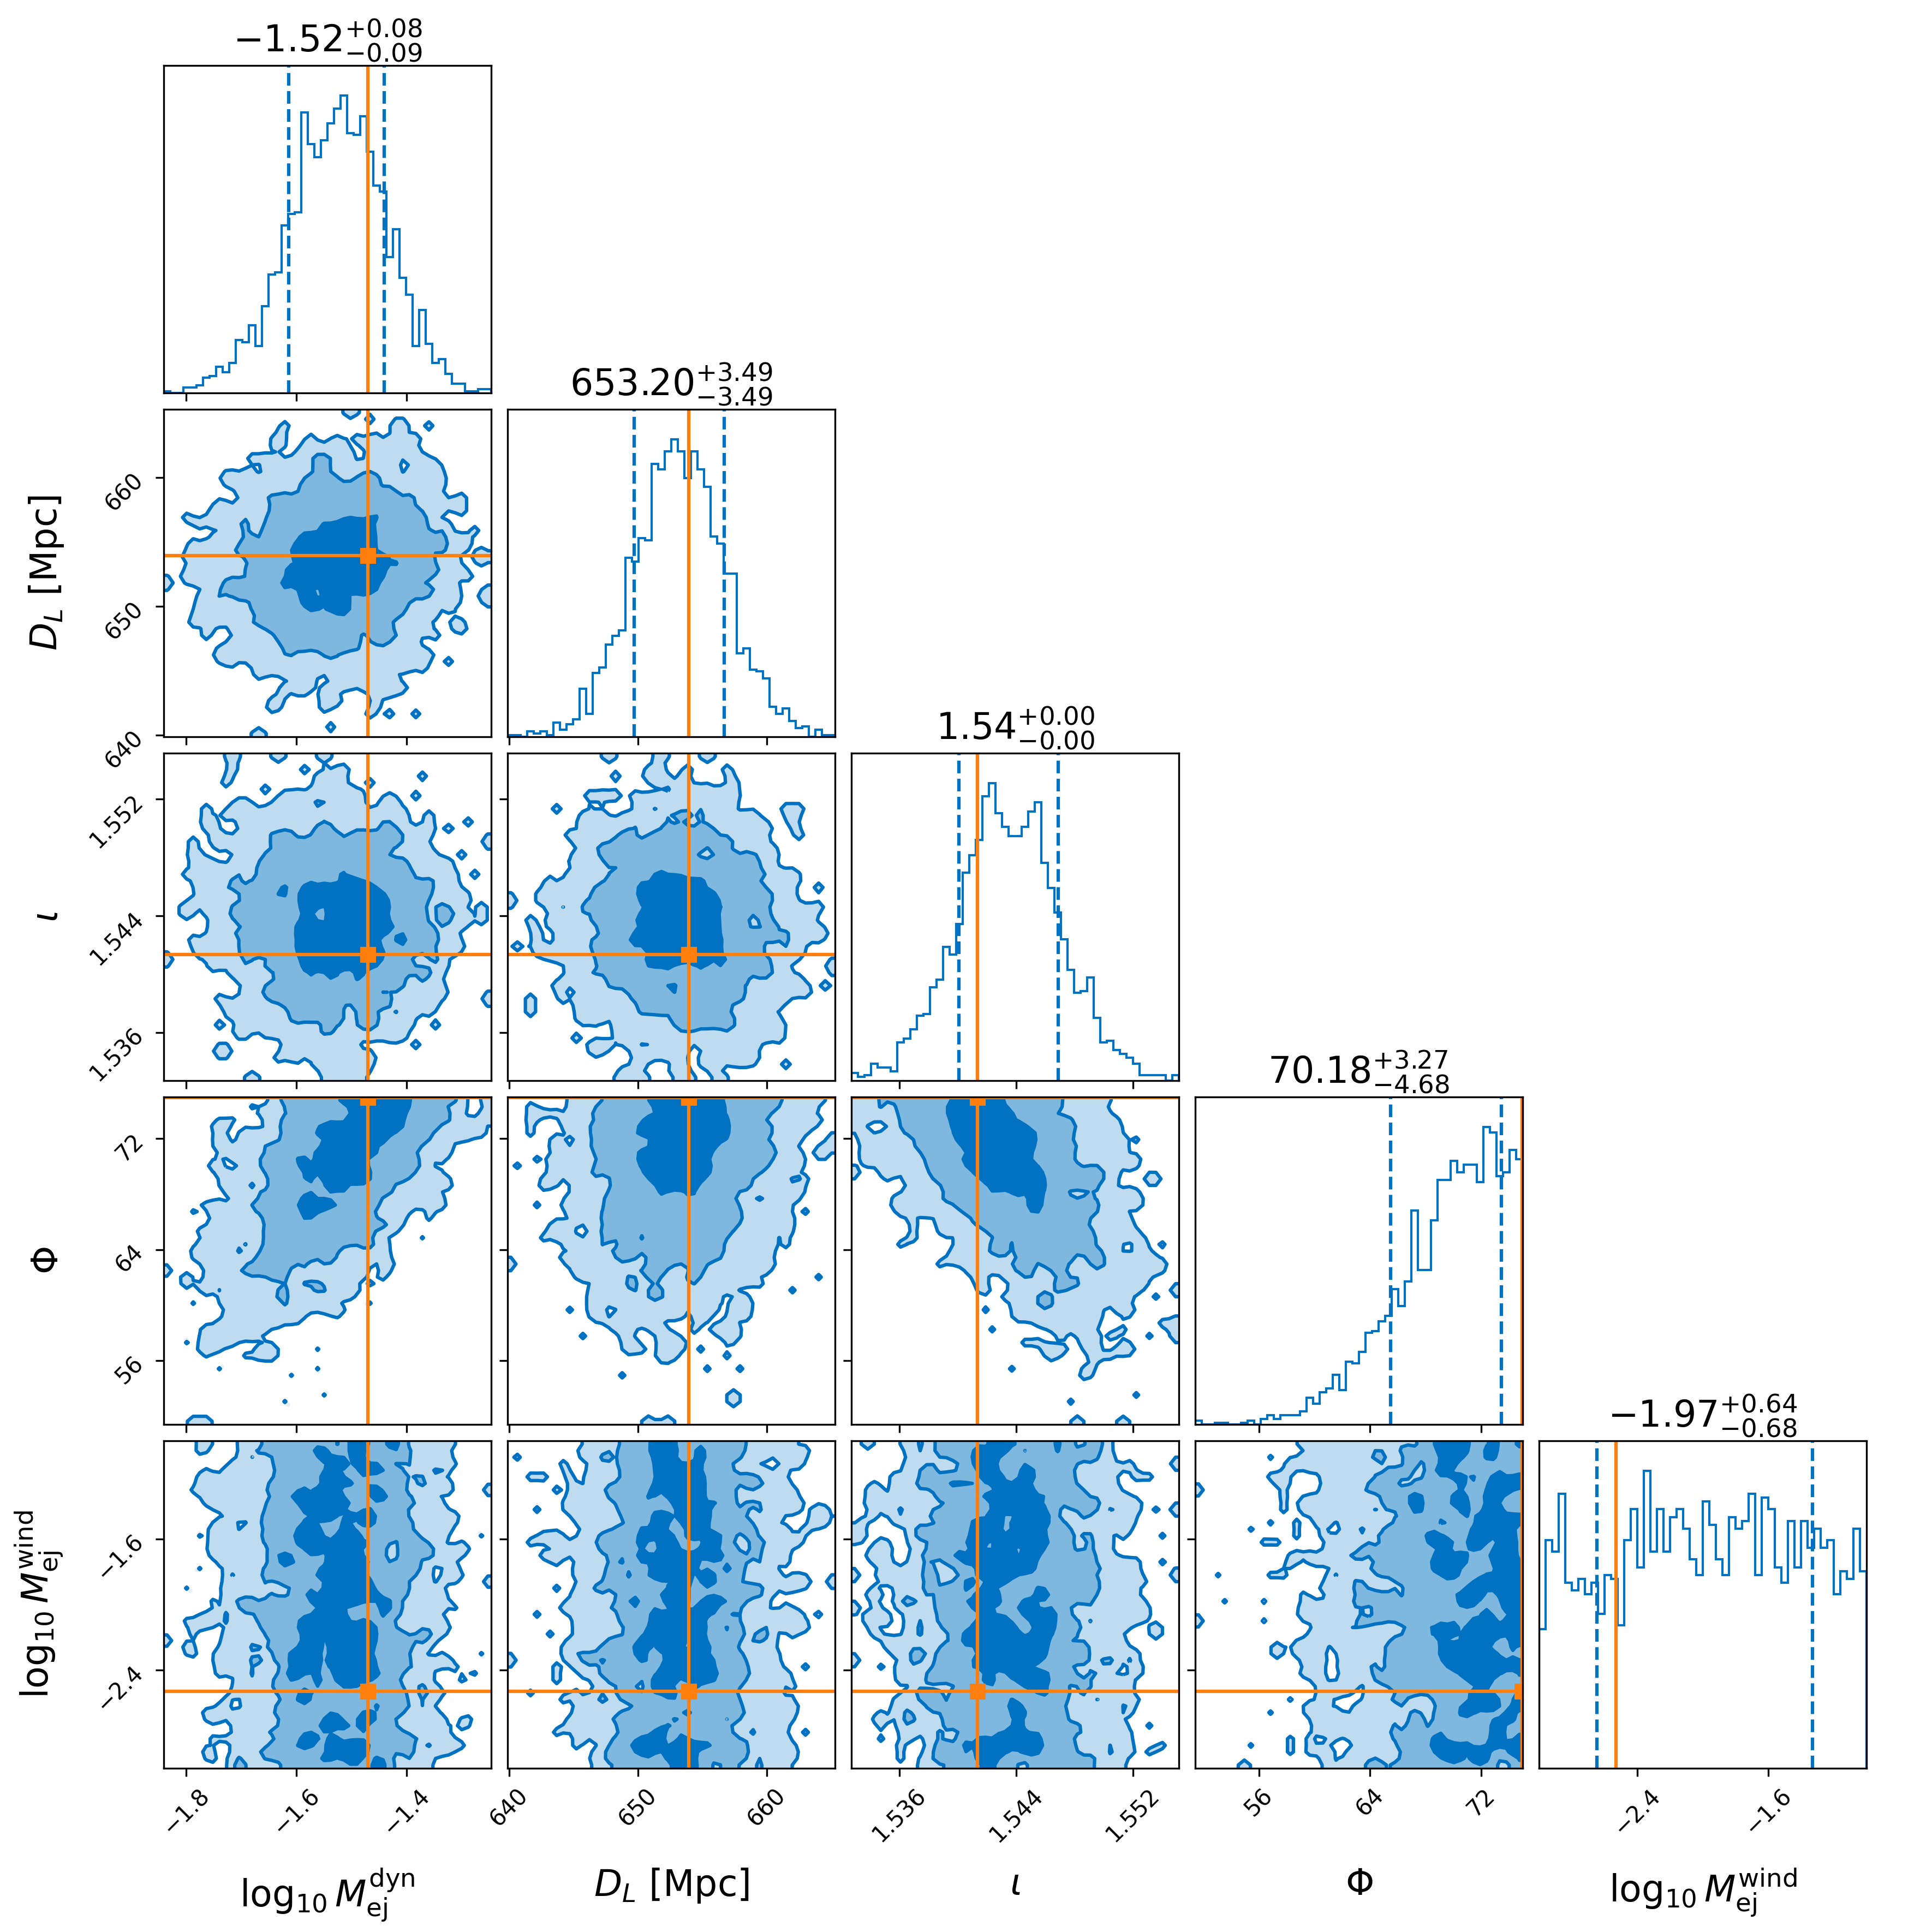 −1.52+0.08−0.09
653.20+3.49−3.49
D_L [Mpc]
660
650
640
1.54+0.00−0.00
ι
1.552
1.544
1.536
70.18+3.27−4.68
Φ
72
64
56
−1.97+0.64−0.68
log10 M_ej^wind
−1.6
−2.4
−1.8 −1.6 −1.4 640 650 660 1.536 1.544 1.552 56 64 72 −2.4 −1.6
log10 M_ej^dyn D_L [Mpc] ι Φ log10 M_ej^wind